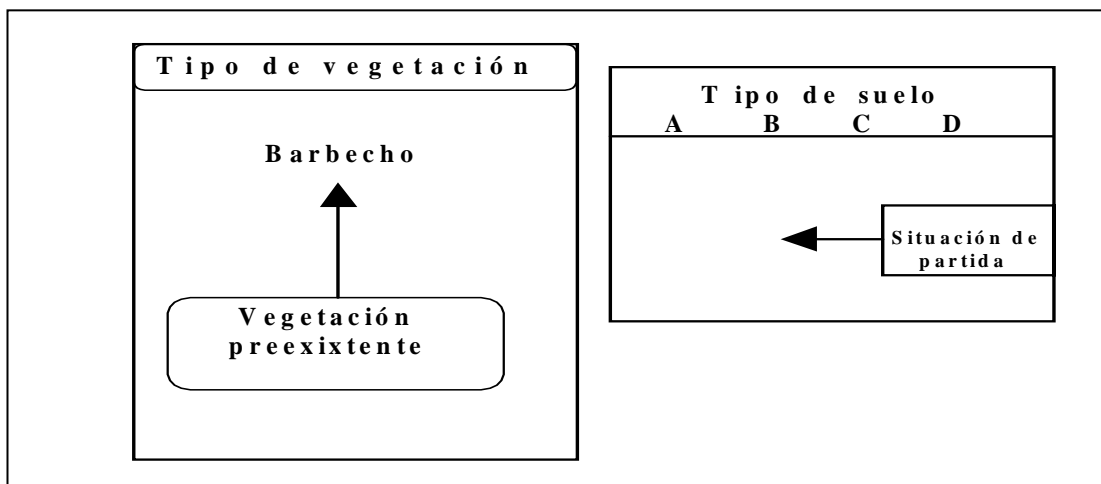 Tipo de vegetación
Barbecho
Vegetación
preexixtente
Tipo de suelo
A B C D
Situación de
partida